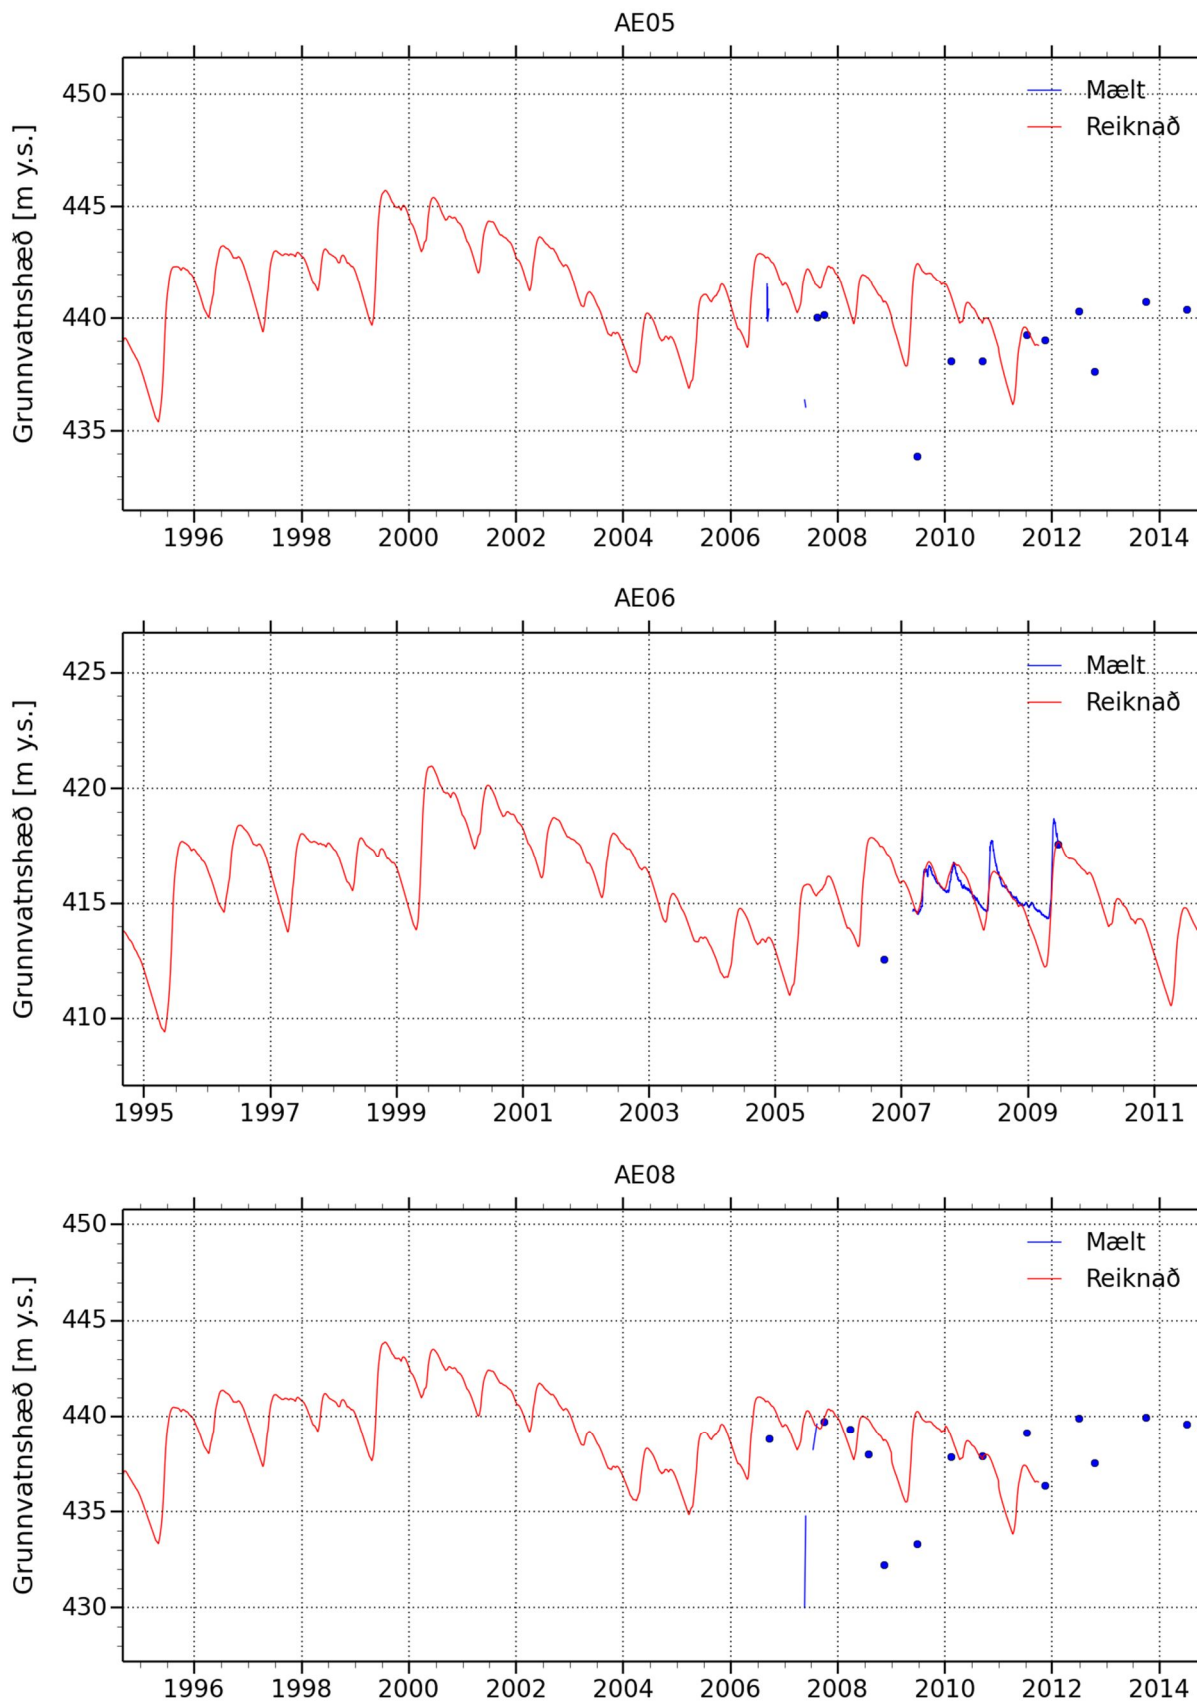 AE05
Grunnvatnshæð [m y.s.]
450
445
440
435
Mælt
Reiknað
1996 1998 2000 2002 2004 2006 2008 2010 2012 2014
AE06
Grunnvatnshæð [m y.s.]
425
420
415
410
Mælt
Reiknað
1995 1997 1999 2001 2003 2005 2007 2009 2011
AE08
Grunnvatnshæð [m y.s.]
450
445
440
435
430
Mælt
Reiknað
1996 1998 2000 2002 2004 2006 2008 2010 2012 2014